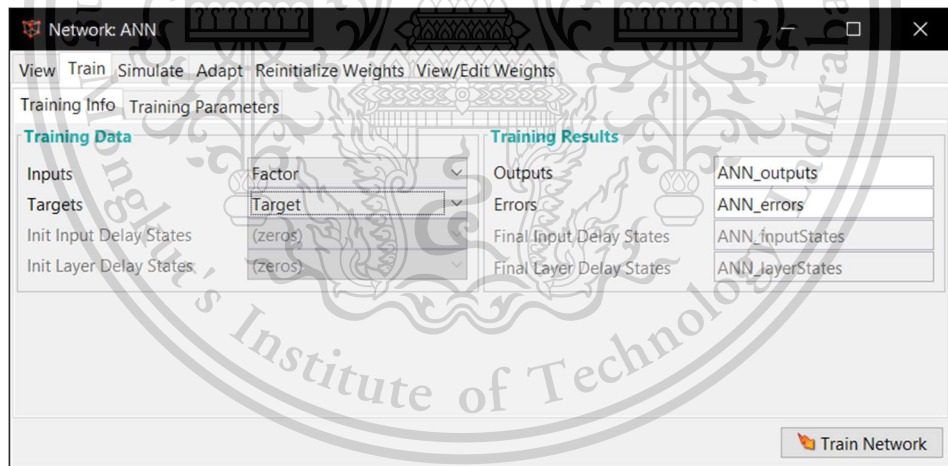 Network: ANN
View Train Simulate Adapt Reinitialize Weights View/Edit Weights
Training Info Training Parameters
Training Data
Inputs Factor
Targets Target
Init Input Delay States (zeros)
Init Layer Delay States (zeros)
Training Results
Outputs ANN_outputs
Errors ANN_errors
Final Input Delay States ANN_inputStates
Final Layer Delay States ANN_layerStates
Train Network
's Institute of Technology